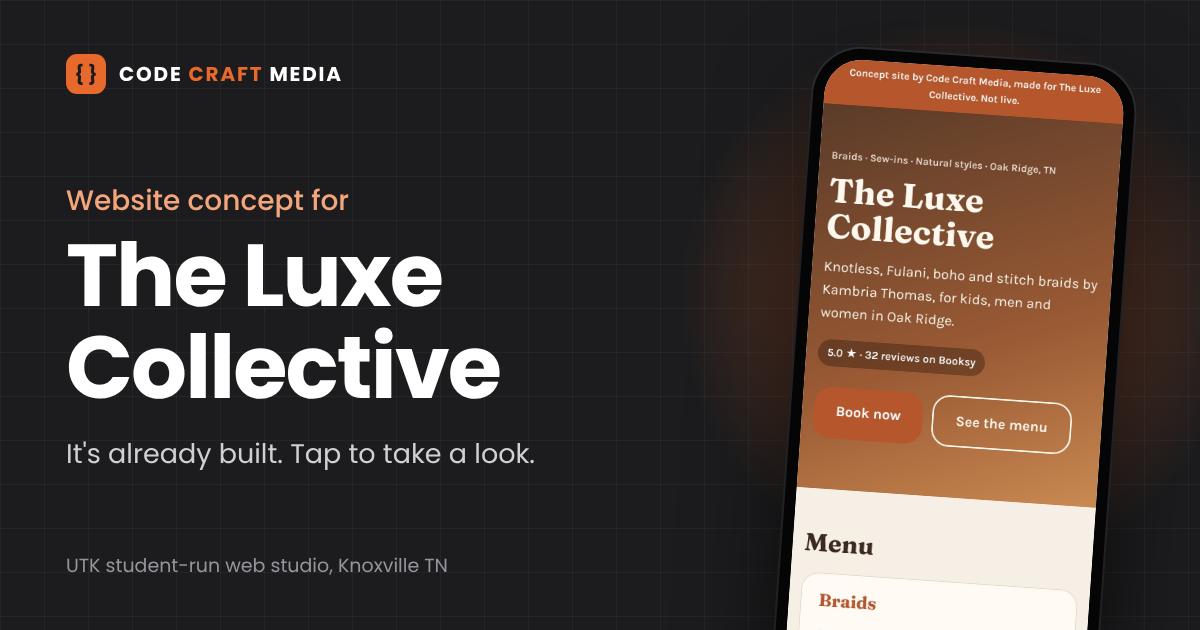 { } CODE CRAFT MEDIA
Website concept for
The Luxe
Collective
It's already built. Tap to take a look.
UTK student-run web studio, Knoxville TN
Concept site by Code Craft Media, made for The Luxe
Collective. Not live.
Braids · Sew-ins · Natural styles · Oak Ridge, TN
The Luxe
Collective
Knotless, Fulani, boho and stitch braids by
Kambria Thomas, for kids, men and
women in Oak Ridge.
5.0 ★ · 32 reviews on Booksy
Book now
See the menu
Menu
Braids